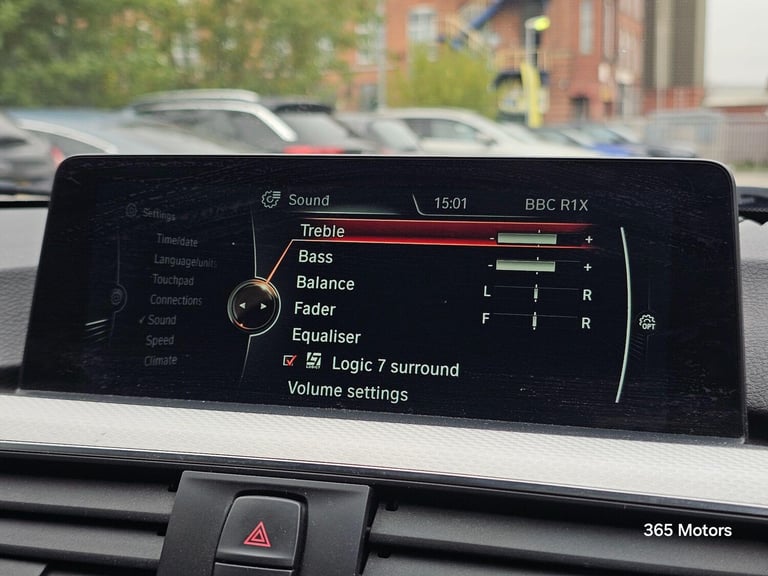 Settings
Time/date
Language/units
Touchpad
Connections
Sound
Speed
Climate
Sound
15:01
BBC R1X
Treble
- +
Bass
- +
Balance
L R
Fader
F R
Equaliser
LOGIC7
Logic 7 surround
Volume settings
OPT
365 Motors